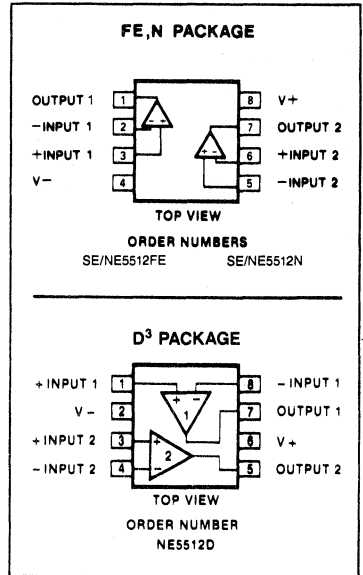 FE,N PACKAGE
OUTPUT 1 1 8 V+
−INPUT 1 2 7 OUTPUT 2
+INPUT 1 3 6 +INPUT 2
V− 4 5 −INPUT 2
− +
+ −
TOP VIEW
ORDER NUMBERS
SE/NE5512FE SE/NE5512N
D³ PACKAGE
+ INPUT 1 1 + − 8 − INPUT 1
V − 2 1 7 OUTPUT 1
+ INPUT 2 3 + 6 V +
− INPUT 2 4 − 2 5 OUTPUT 2
TOP VIEW
ORDER NUMBER
NE5512D